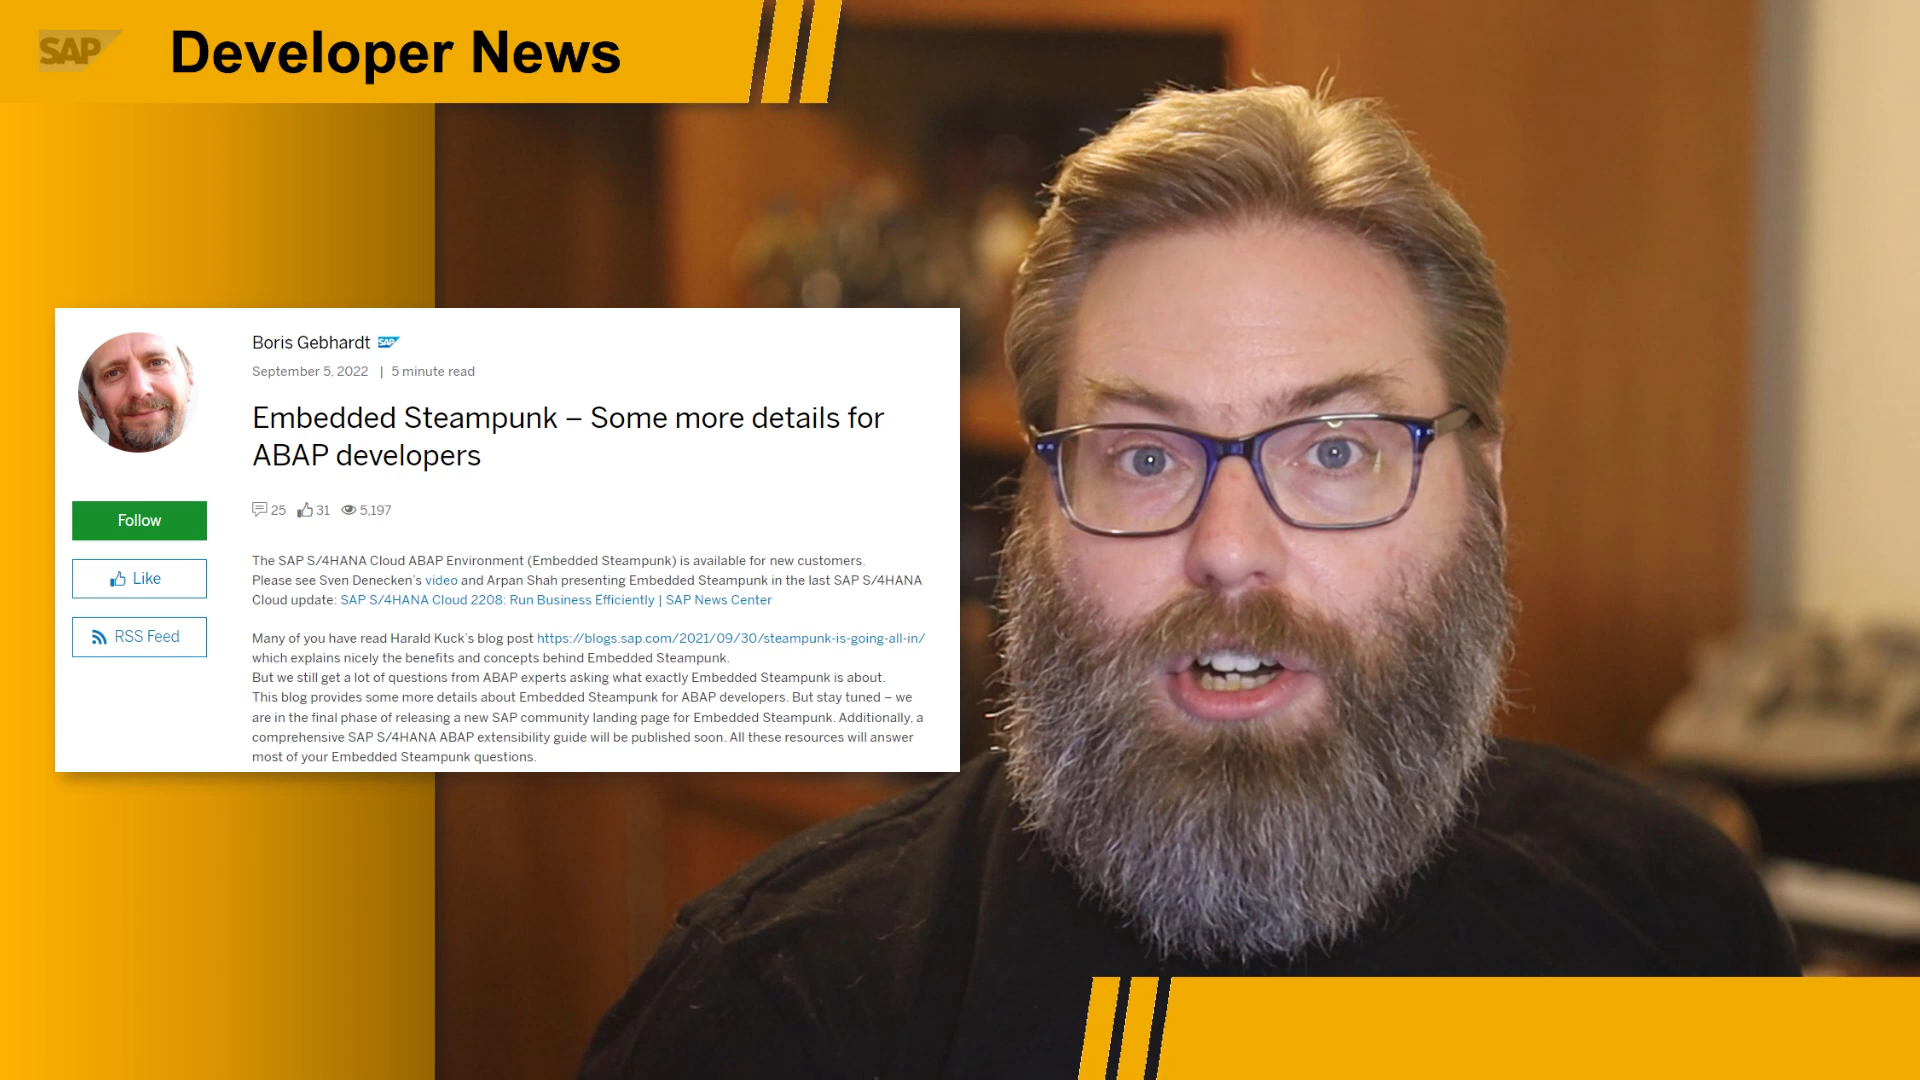 SAP Developer News
Boris Gebhardt SAP
September 5, 2022 | 5 minute read
Embedded Steampunk – Some more details for
ABAP developers
25 31 5,197
Follow
Like
RSS Feed
The SAP S/4HANA Cloud ABAP Environment (Embedded Steampunk) is available for new customers.
Please see Sven Denecken's video and Arpan Shah presenting Embedded Steampunk in the last SAP S/4HANA
Cloud update: SAP S/4HANA Cloud 2208: Run Business Efficiently | SAP News Center
Many of you have read Harald Kuck's blog post https://blogs.sap.com/2021/09/30/steampunk-is-going-all-in/
which explains nicely the benefits and concepts behind Embedded Steampunk.
But we still get a lot of questions from ABAP experts asking what exactly Embedded Steampunk is about.
This blog provides some more details about Embedded Steampunk for ABAP developers. But stay tuned – we
are in the final phase of releasing a new SAP community landing page for Embedded Steampunk. Additionally, a
comprehensive SAP S/4HANA ABAP extensibility guide will be published soon. All these resources will answer
most of your Embedded Steampunk questions.